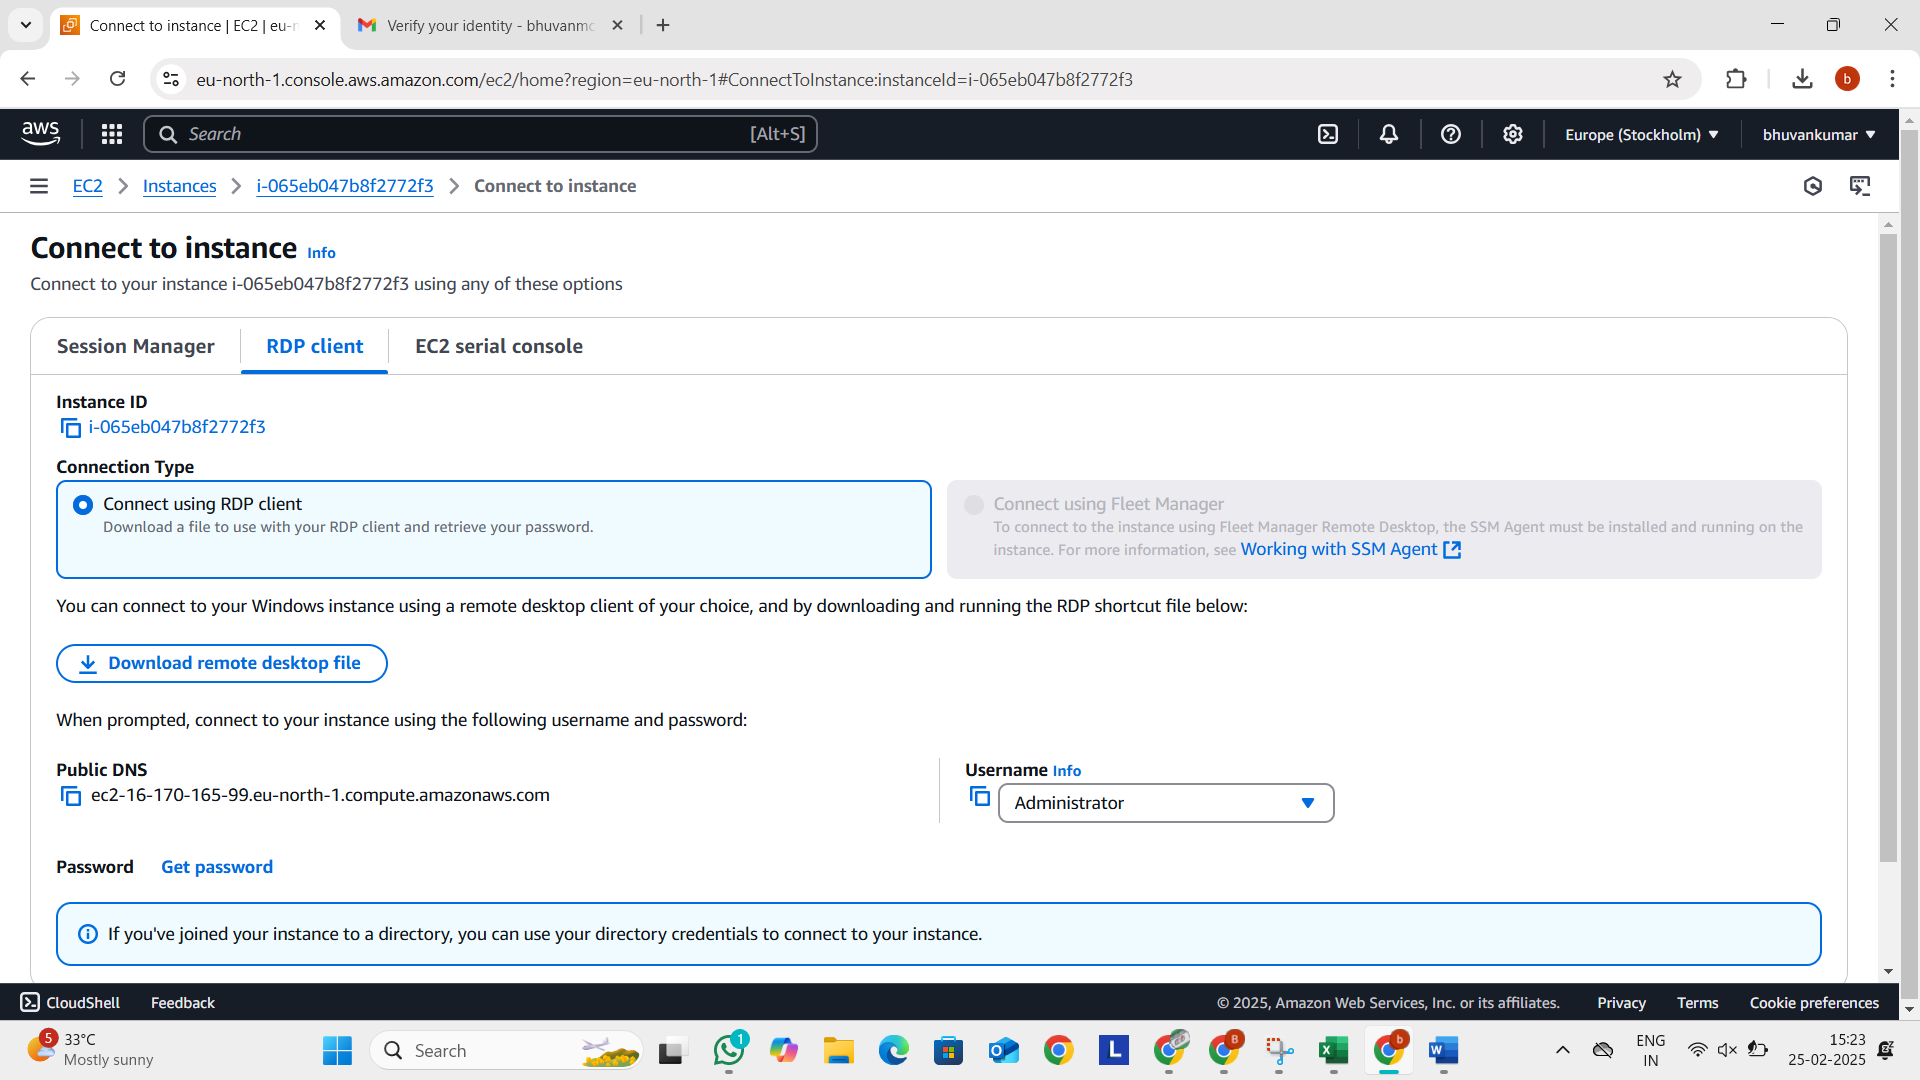 Connect to instance | EC2 | eu-n
Verify your identity - bhuvanmc
eu-north-1.console.aws.amazon.com/ec2/home?region=eu-north-1#ConnectToInstance:instanceId=i-065eb047b8f2772f3
b
aws
Search
[Alt+S]
Europe (Stockholm)
bhuvankumar
EC2
Instances
i-065eb047b8f2772f3
Connect to instance
Connect to instance Info
Connect to your instance i-065eb047b8f2772f3 using any of these options
Session Manager
RDP client
EC2 serial console
Instance ID
i-065eb047b8f2772f3
Connection Type
Connect using RDP client
Download a file to use with your RDP client and retrieve your password.
Connect using Fleet Manager
To connect to the instance using Fleet Manager Remote Desktop, the SSM Agent must be installed and running on the
instance. For more information, see Working with SSM Agent
You can connect to your Windows instance using a remote desktop client of your choice, and by downloading and running the RDP shortcut file below:
Download remote desktop file
When prompted, connect to your instance using the following username and password:
Public DNS
ec2-16-170-165-99.eu-north-1.compute.amazonaws.com
Username Info
Administrator
Password
Get password
If you've joined your instance to a directory, you can use your directory credentials to connect to your instance.
CloudShell
Feedback
© 2025, Amazon Web Services, Inc. or its affiliates.
Privacy
Terms
Cookie preferences
5
33°C
Mostly sunny
Search
1
L
B
b
ENG
IN
15:23
25-02-2025